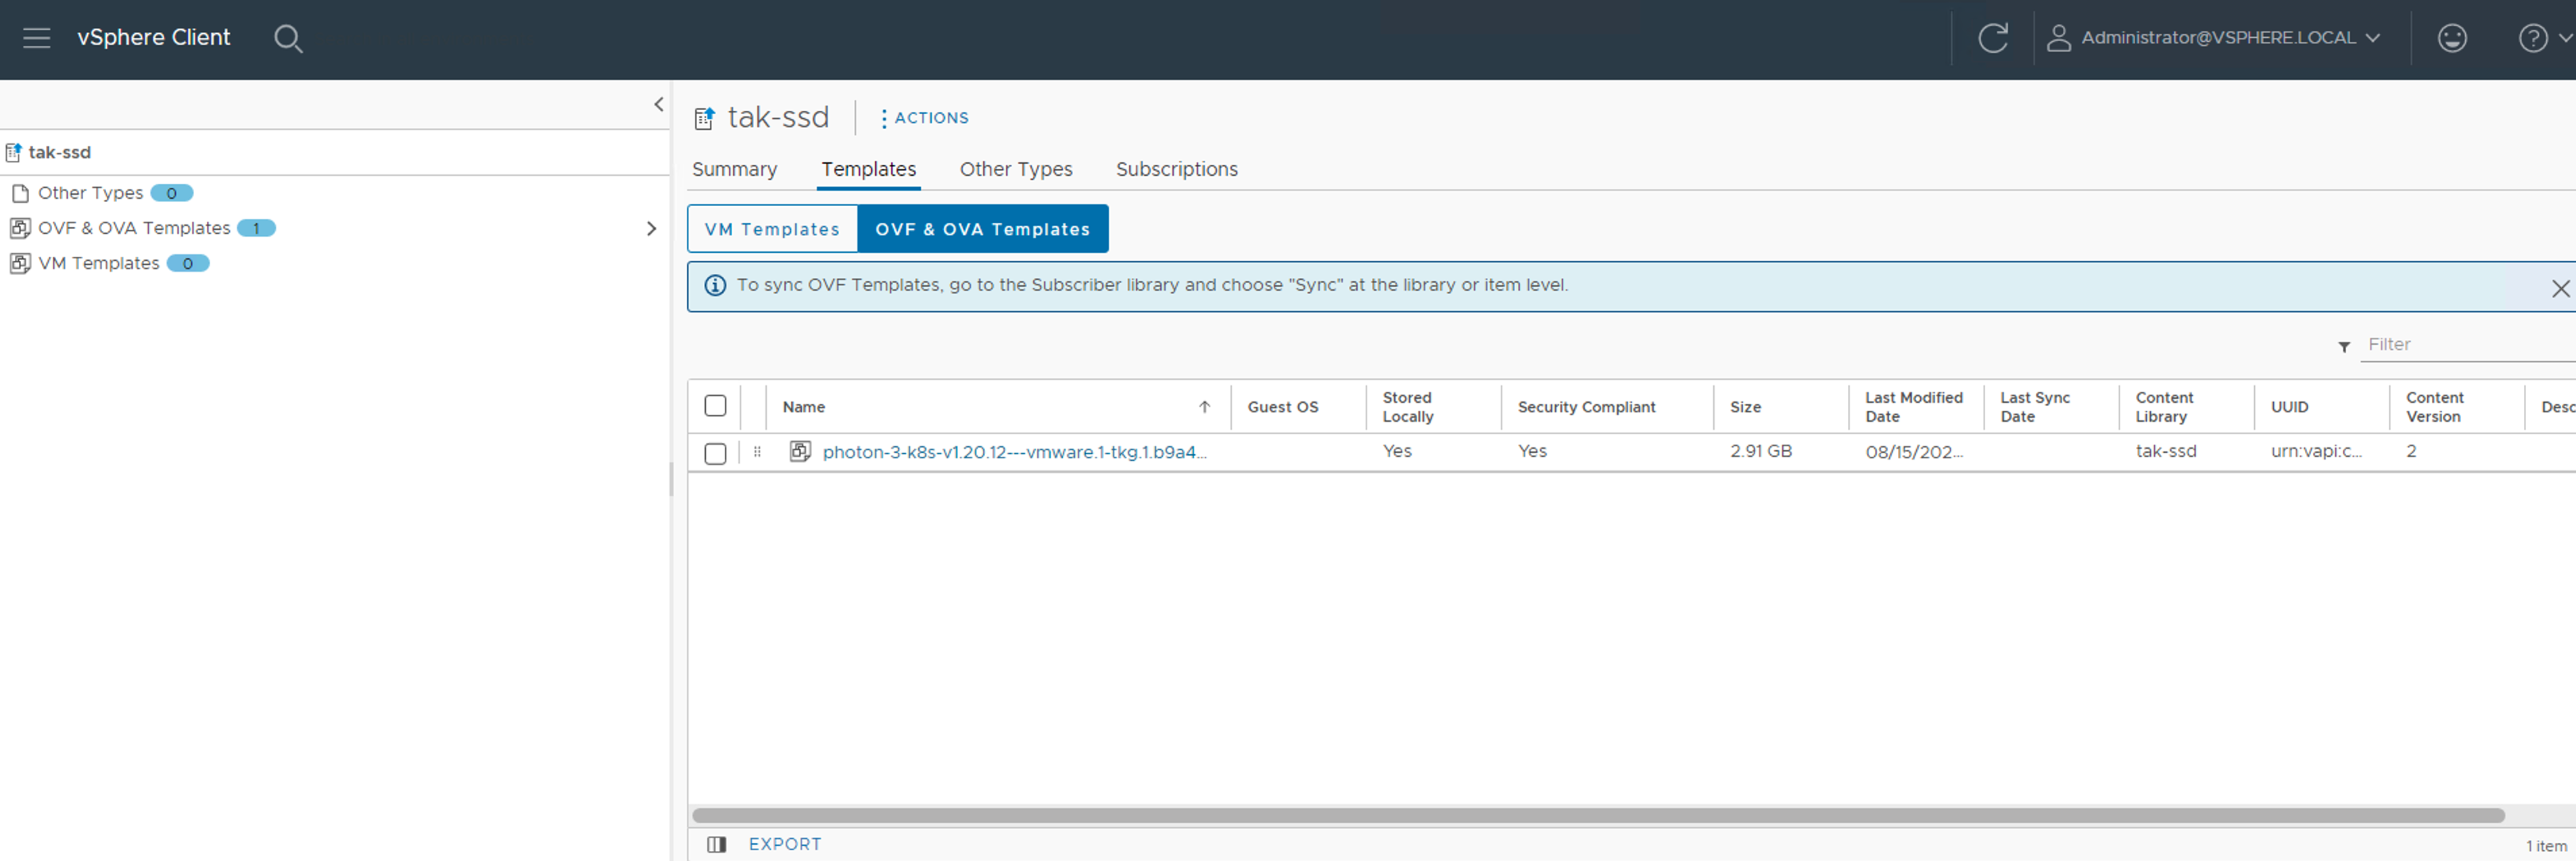 vSphere Client
Administrator@VSPHERE.LOCAL
tak-ssd
Other Types 0
OVF & OVA Templates 1
VM Templates 0
tak-ssd
ACTIONS
Summary Templates Other Types Subscriptions
VM Templates OVF & OVA Templates
To sync OVF Templates, go to the Subscriber library and choose "Sync" at the library or item level.
Filter
Name Guest OS Stored Locally Security Compliant Size Last Modified Date Last Sync Date Content Library UUID Content Version Desc
photon-3-k8s-v1.20.12---vmware.1-tkg.1.b9a4... Yes Yes 2.91 GB 08/15/202... tak-ssd urn:vapi:c... 2
EXPORT
1 item